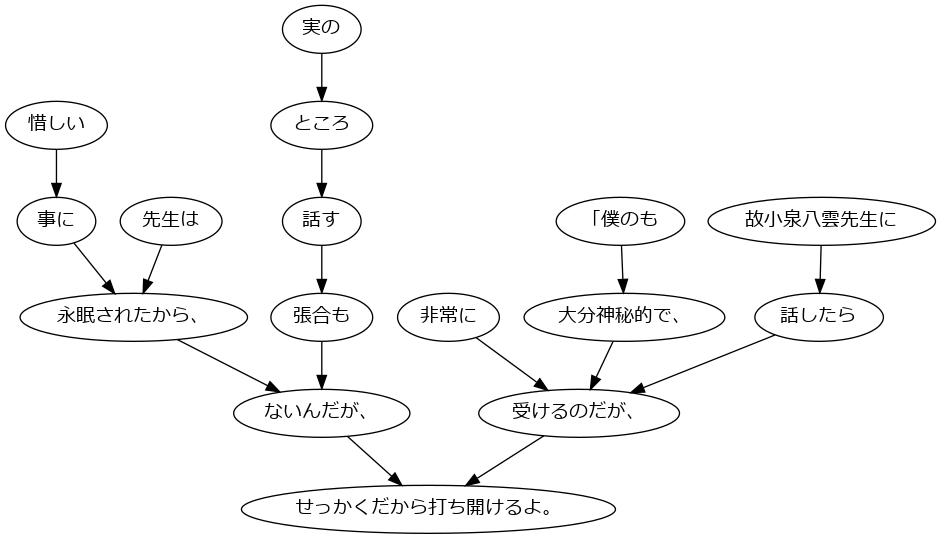 実の
惜しい
ところ
事に
先生は
話す
「僕のも
故小泉八雲先生に
永眠されたから、
張合も
非常に
大分神秘的で、
話したら
ないんだが、
受けるのだが、
せっかくだから打ち開けるよ。